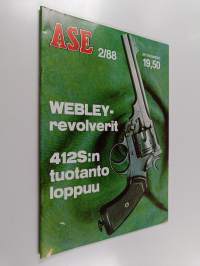 ASE
2/88
19,50
WEBLEY-
revolverit
412S:n
tuotanto
loppuu